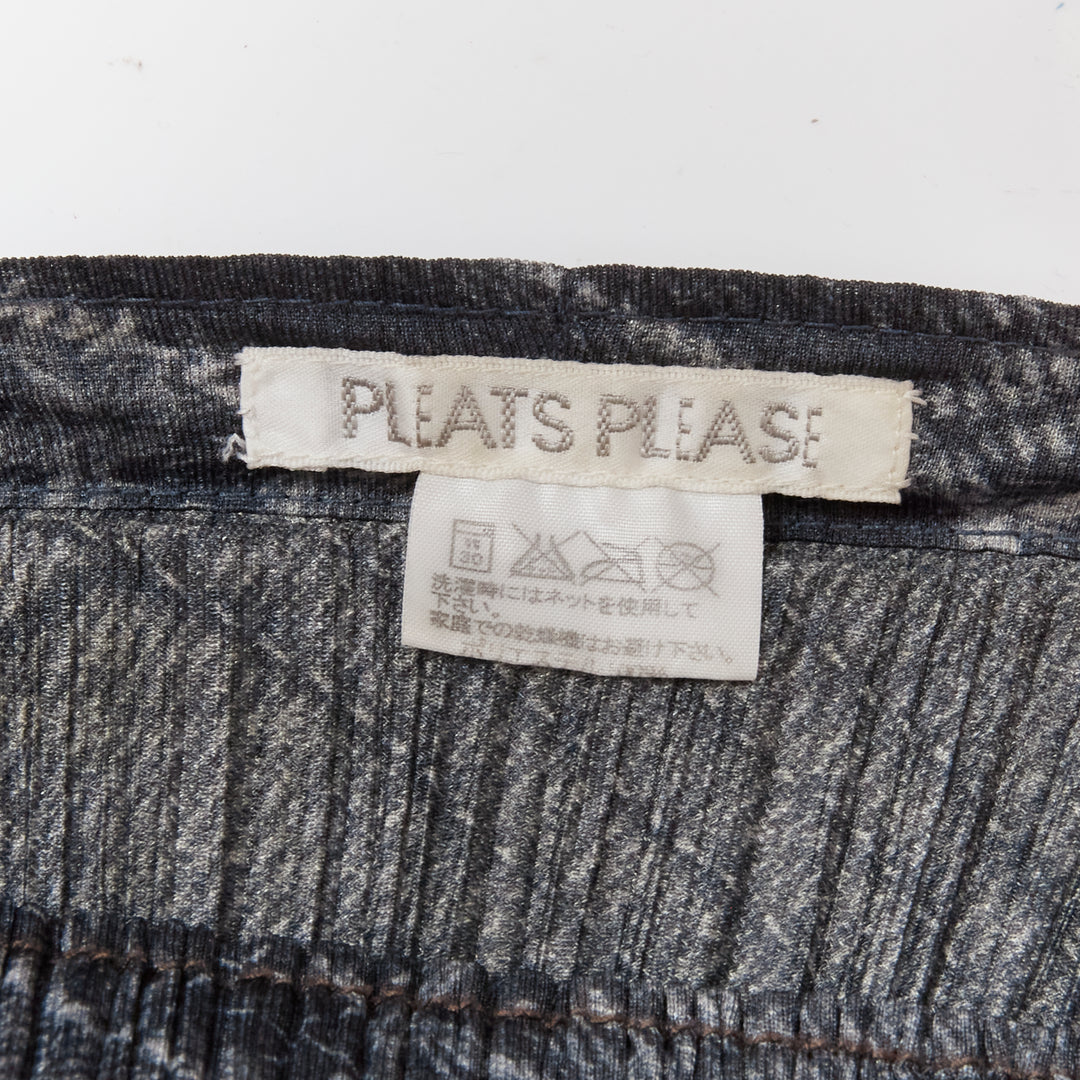 PLEATS PLEASE
洗濯時にはネットを使用して
下さい。
家庭での乾燥機はお避け下さい。